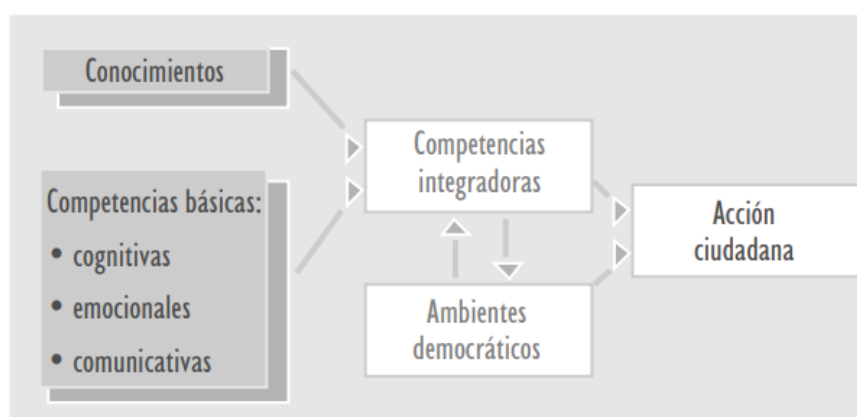 Conocimientos
Competencias básicas:
• cognitivas
• emocionales
• comunicativas
Competencias
integradoras
Ambientes
democráticos
Acción
ciudadana